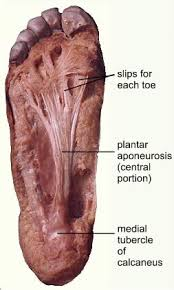 slips for
each toe
plantar
aponeurosis
(central
portion)
medial
tubercle
of
calcaneus